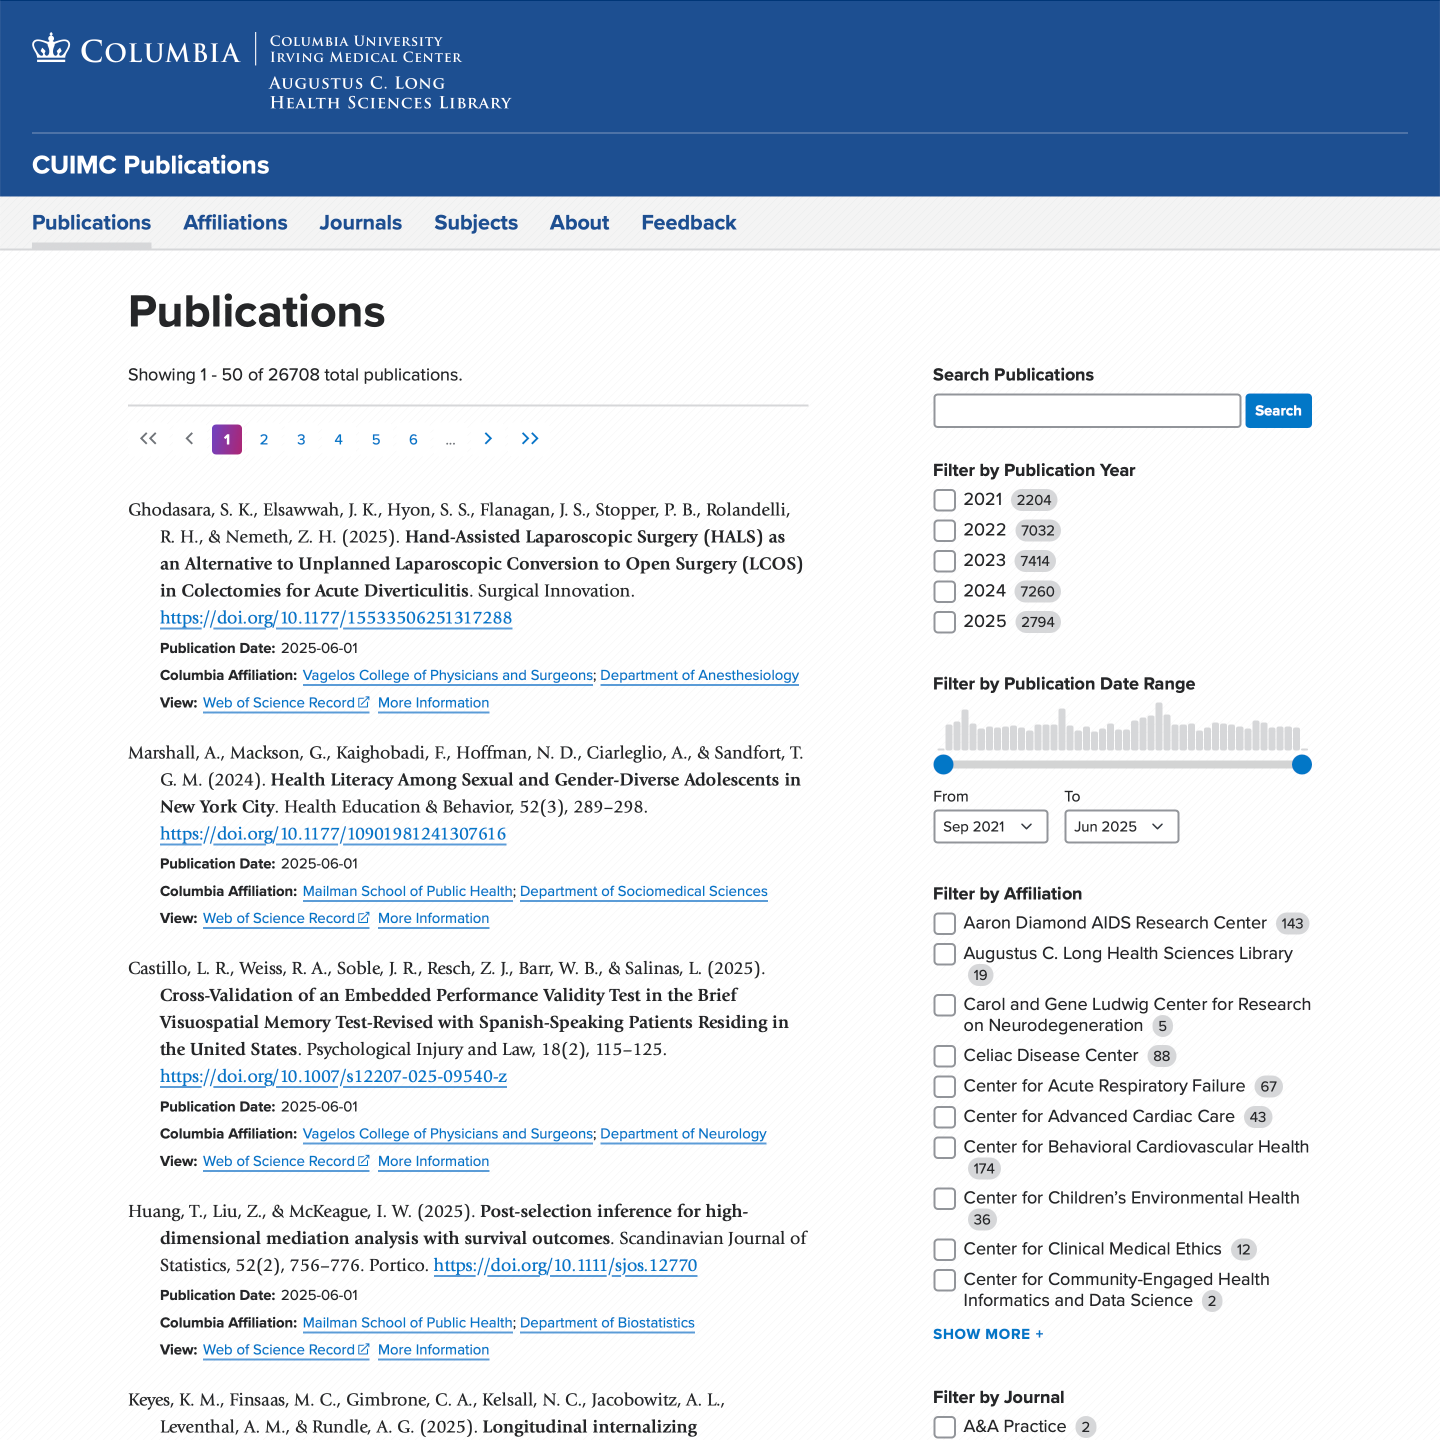 COLUMBIA
COLUMBIA UNIVERSITY
IRVING MEDICAL CENTER
AUGUSTUS C. LONG
HEALTH SCIENCES LIBRARY
CUIMC Publications
Publications Affiliations Journals Subjects About Feedback
Publications
Showing 1 - 50 of 26708 total publications.
1 2 3 4 5 6 ...
Ghodasara, S. K., Elsawwah, J. K., Hyon, S. S., Flanagan, J. S., Stopper, P. B., Rolandelli,
R. H., & Nemeth, Z. H. (2025). Hand-Assisted Laparoscopic Surgery (HALS) as
an Alternative to Unplanned Laparoscopic Conversion to Open Surgery (LCOS)
in Colectomies for Acute Diverticulitis. Surgical Innovation.
https://doi.org/10.1177/15533506251317288
Publication Date: 2025-06-01
Columbia Affiliation: Vagelos College of Physicians and Surgeons; Department of Anesthesiology
View: Web of Science Record More Information
Marshall, A., Mackson, G., Kaighobadi, F., Hoffman, N. D., Ciarleglio, A., & Sandfort, T.
G. M. (2024). Health Literacy Among Sexual and Gender-Diverse Adolescents in
New York City. Health Education & Behavior, 52(3), 289–298.
https://doi.org/10.1177/10901981241307616
Publication Date: 2025-06-01
Columbia Affiliation: Mailman School of Public Health; Department of Sociomedical Sciences
View: Web of Science Record More Information
Castillo, L. R., Weiss, R. A., Soble, J. R., Resch, Z. J., Barr, W. B., & Salinas, L. (2025).
Cross-Validation of an Embedded Performance Validity Test in the Brief
Visuospatial Memory Test-Revised with Spanish-Speaking Patients Residing in
the United States. Psychological Injury and Law, 18(2), 115–125.
https://doi.org/10.1007/s12207-025-09540-z
Publication Date: 2025-06-01
Columbia Affiliation: Vagelos College of Physicians and Surgeons; Department of Neurology
View: Web of Science Record More Information
Huang, T., Liu, Z., & McKeague, I. W. (2025). Post-selection inference for high-
dimensional mediation analysis with survival outcomes. Scandinavian Journal of
Statistics, 52(2), 756–776. Portico. https://doi.org/10.1111/sjos.12770
Publication Date: 2025-06-01
Columbia Affiliation: Mailman School of Public Health; Department of Biostatistics
View: Web of Science Record More Information
Keyes, K. M., Finsaas, M. C., Gimbrone, C. A., Kelsall, N. C., Jacobowitz, A. L.,
Leventhal, A. M., & Rundle, A. G. (2025). Longitudinal internalizing
Search Publications
Search
Filter by Publication Year
2021 2204
2022 7032
2023 7414
2024 7260
2025 2794
Filter by Publication Date Range
From To
Sep 2021 Jun 2025
Filter by Affiliation
Aaron Diamond AIDS Research Center 143
Augustus C. Long Health Sciences Library
19
Carol and Gene Ludwig Center for Research
on Neurodegeneration 5
Celiac Disease Center 88
Center for Acute Respiratory Failure 67
Center for Advanced Cardiac Care 43
Center for Behavioral Cardiovascular Health
174
Center for Children’s Environmental Health
36
Center for Clinical Medical Ethics 12
Center for Community-Engaged Health
Informatics and Data Science 2
SHOW MORE +
Filter by Journal
A&A Practice 2